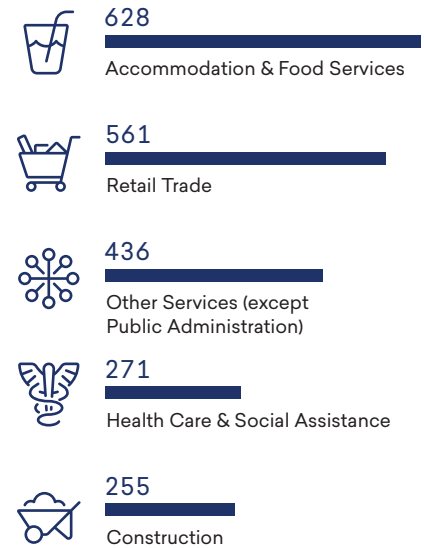 628
Accommodation & Food Services
561
Retail Trade
436
Other Services (except
Public Administration)
271
Health Care & Social Assistance
255
Construction